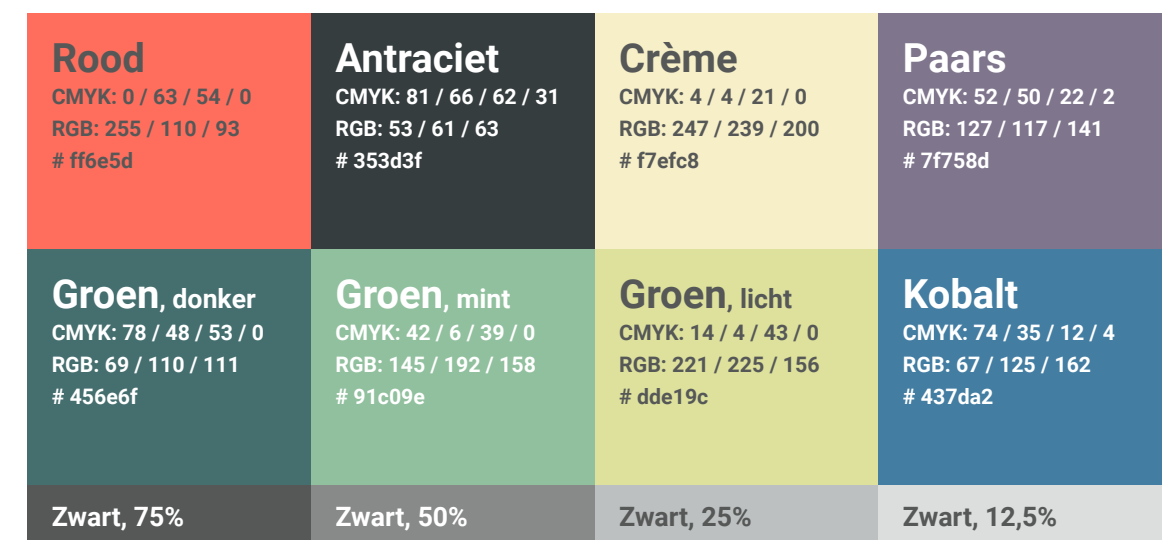 Rood
CMYK: 0 / 63 / 54 / 0
RGB: 255 / 110 / 93
# ff6e5d
Antraciet
CMYK: 81 / 66 / 62 / 31
RGB: 53 / 61 / 63
# 353d3f
Crème
CMYK: 4 / 4 / 21 / 0
RGB: 247 / 239 / 200
# f7efc8
Paars
CMYK: 52 / 50 / 22 / 2
RGB: 127 / 117 / 141
# 7f758d
Groen, donker
CMYK: 78 / 48 / 53 / 0
RGB: 69 / 110 / 111
# 456e6f
Groen, mint
CMYK: 42 / 6 / 39 / 0
RGB: 145 / 192 / 158
# 91c09e
Groen, licht
CMYK: 14 / 4 / 43 / 0
RGB: 221 / 225 / 156
# dde19c
Kobalt
CMYK: 74 / 35 / 12 / 4
RGB: 67 / 125 / 162
# 437da2
Zwart, 75%
Zwart, 50%
Zwart, 25%
Zwart, 12,5%